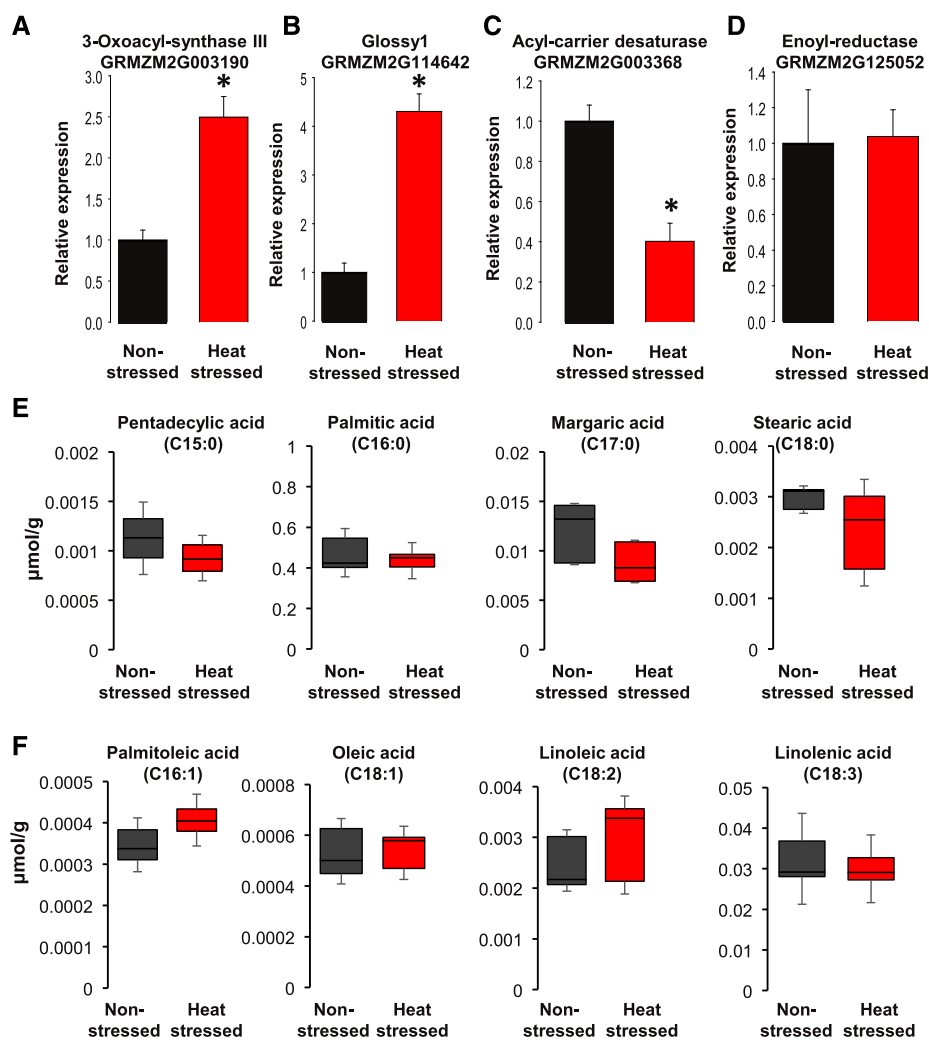 A
3-Oxoacyl-synthase III
GRMZM2G003190
Relative expression
3.0
2.5
2.0
1.5
1.0
0.5
0.0
*
Non-
stressed
Heat
stressed
B
Glossy1
GRMZM2G114642
Relative expression
5
4
3
2
1
0
*
Non-
stressed
Heat
stressed
C
Acyl-carrier desaturase
GRMZM2G003368
Relative expression
1.2
1.0
0.8
0.6
0.4
0.2
0.0
*
Non-
stressed
Heat
stressed
D
Enoyl-reductase
GRMZM2G125052
Relative expression
1.4
1.2
1.0
0.8
0.6
0.4
0.2
0.0
Non-
stressed
Heat
stressed
E
Pentadecylic acid
(C15:0)
µmol/g
0.002
0.0015
0.001
0.0005
0
Non-
stressed
Heat
stressed
Palmitic acid
(C16:0)
1
0.8
0.6
0.4
0.2
0
Non-
stressed
Heat
stressed
Margaric acid
(C17:0)
0.02
0.015
0.01
0.005
0
Non-
stressed
Heat
stressed
Stearic acid
(C18:0)
0.004
0.003
0.002
0.001
0
Non-
stressed
Heat
stressed
F
Palmitoleic acid
(C16:1)
µmol/g
0.0005
0.0004
0.0003
0.0002
0.0001
0
Non-
stressed
Heat
stressed
Oleic acid
(C18:1)
0.0008
0.0006
0.0004
0.0002
0
Non-
stressed
Heat
stressed
Linoleic acid
(C18:2)
0.004
0.003
0.002
0.001
0
Non-
stressed
Heat
stressed
Linolenic acid
(C18:3)
0.05
0.04
0.03
0.02
0.01
0
Non-
stressed
Heat
stressed